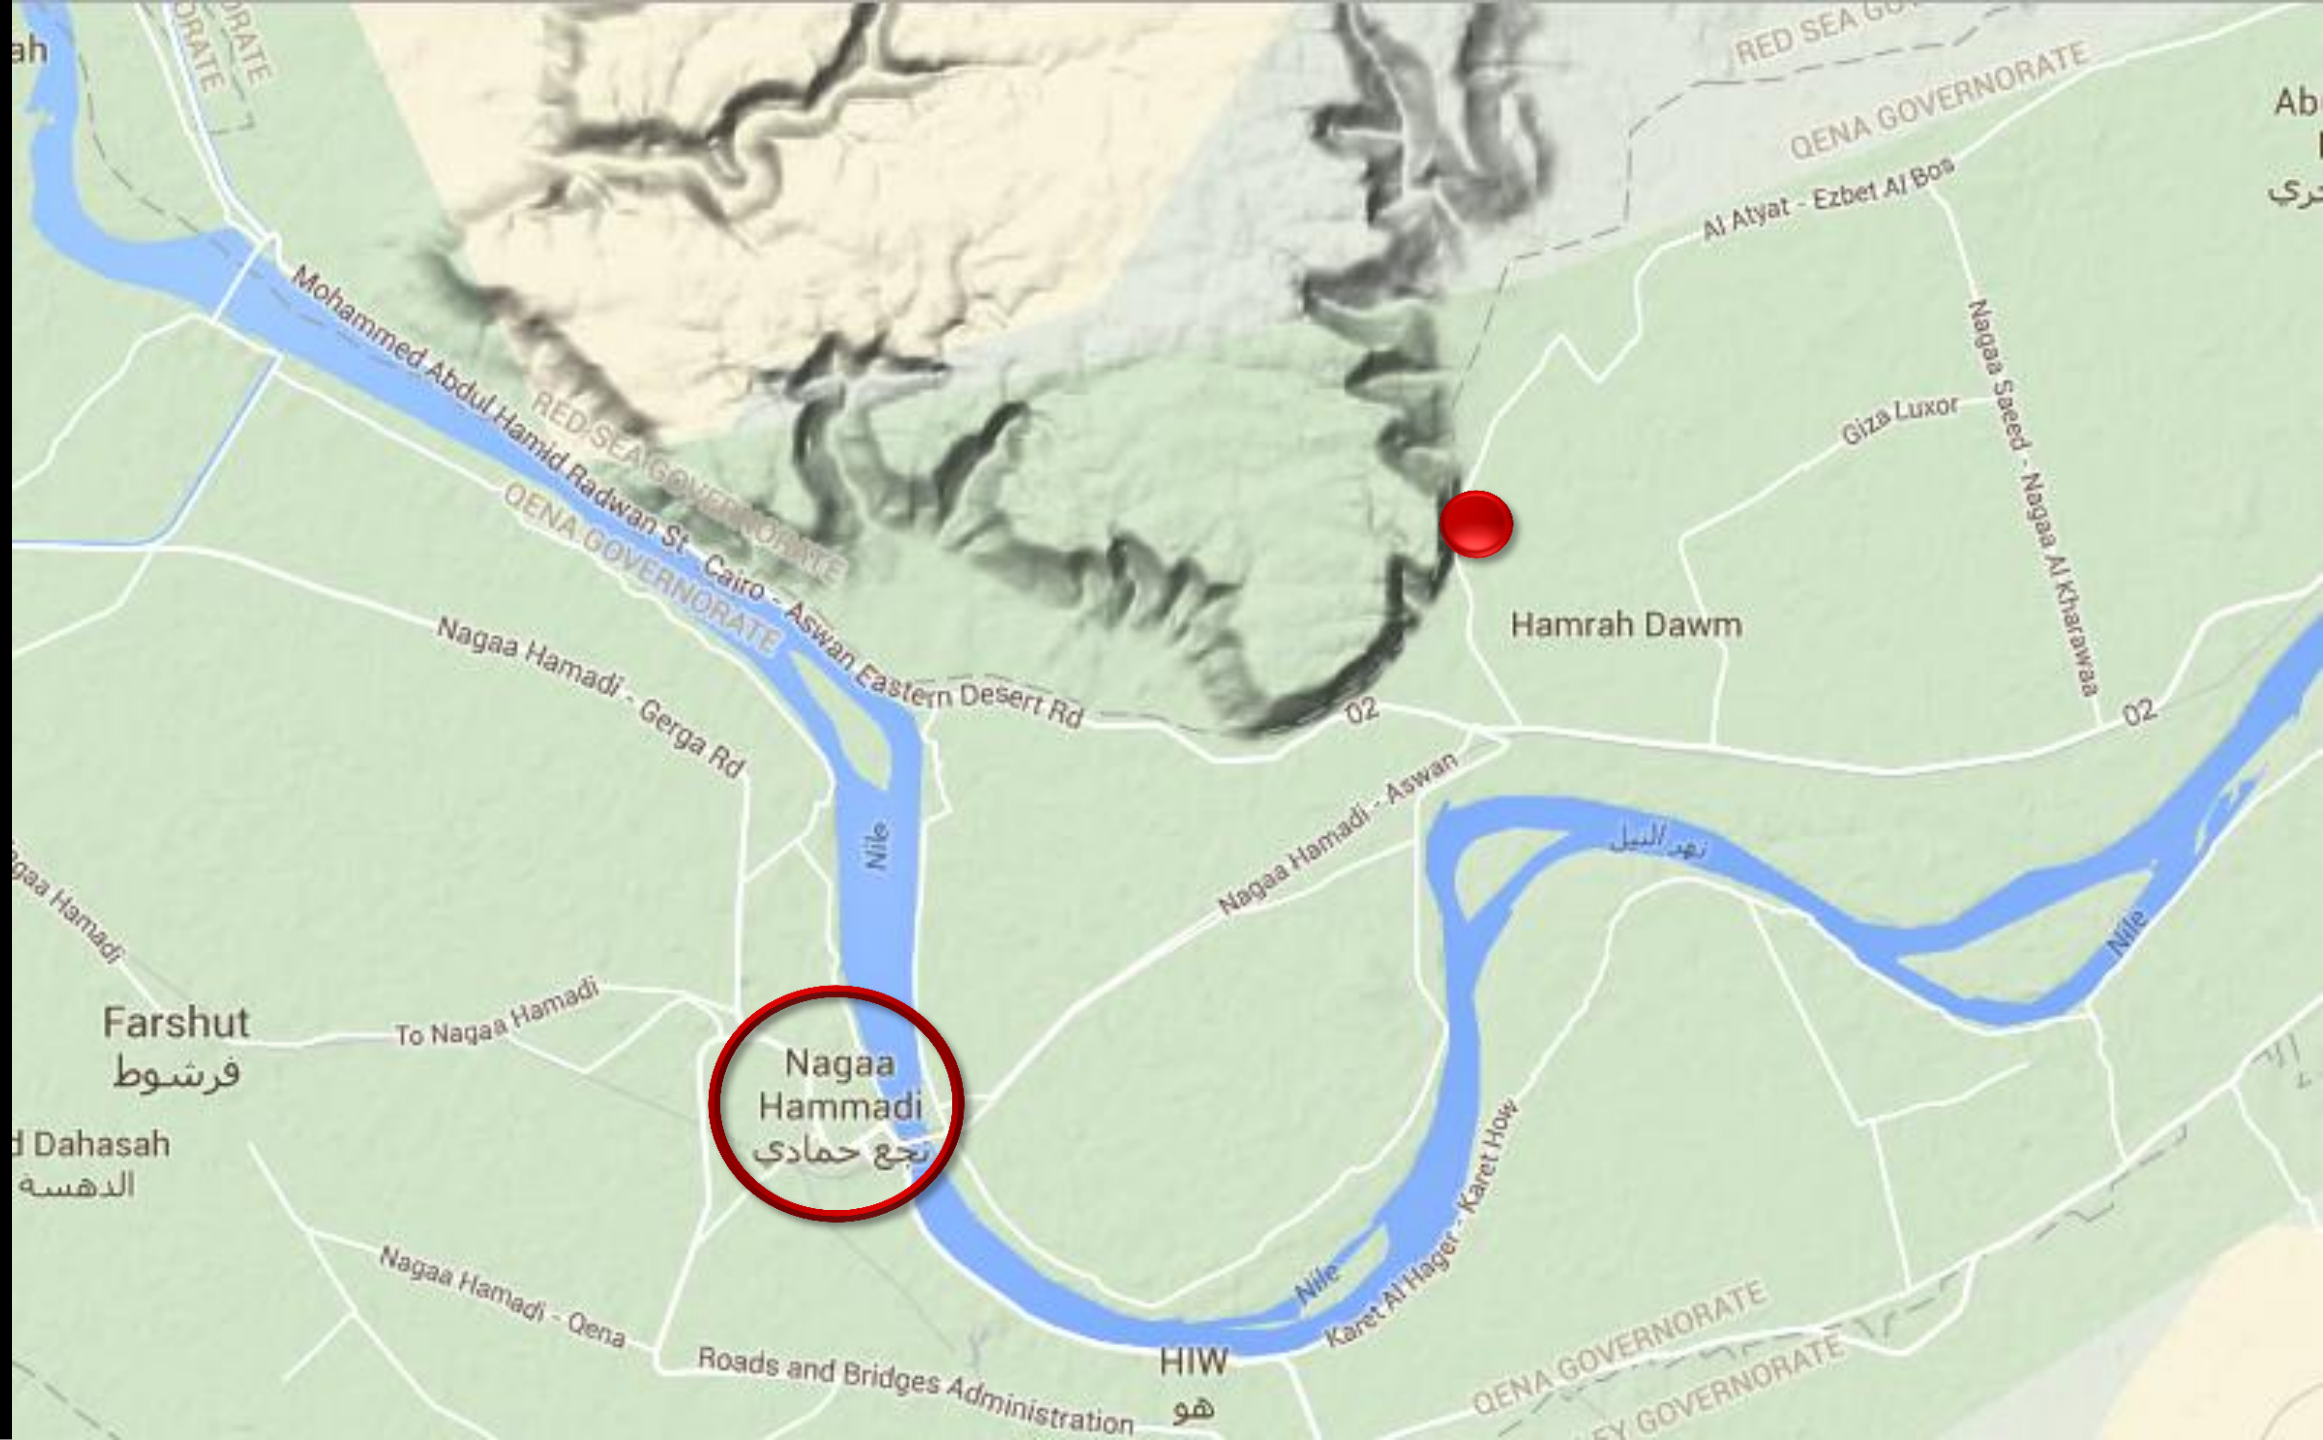 ah
ORATE
ORATE
RED SEA GO
QENA GOVERNORATE
Ab
Al Atyat - Ezbet Al Bos
Mohammed Abdul Hamid Radwan St
Cairo - Aswan Eastern Desert Rd
RED SEA GOVERNORATE
QENA GOVERNORATE
Nagaa Saeed - Nagaa Al Kharawaa
Giza Luxor
Hamrah Dawm
Nagaa Hamadi - Gerga Rd
02
02
Nagaa Hamadi - Aswan
Nile
نهر النيل
Nile
gaa Hamadi
Farshut
فرشوط
To Nagaa Hamadi
Nagaa
Hammadi
نجع حمادي
d Dahasah
الدهسة
Nagaa Hamadi - Qena
Roads and Bridges Administration
Nile
Karet Al Hager - Karet How
HIW
هو
QENA GOVERNORATE
EY GOVERNORATE